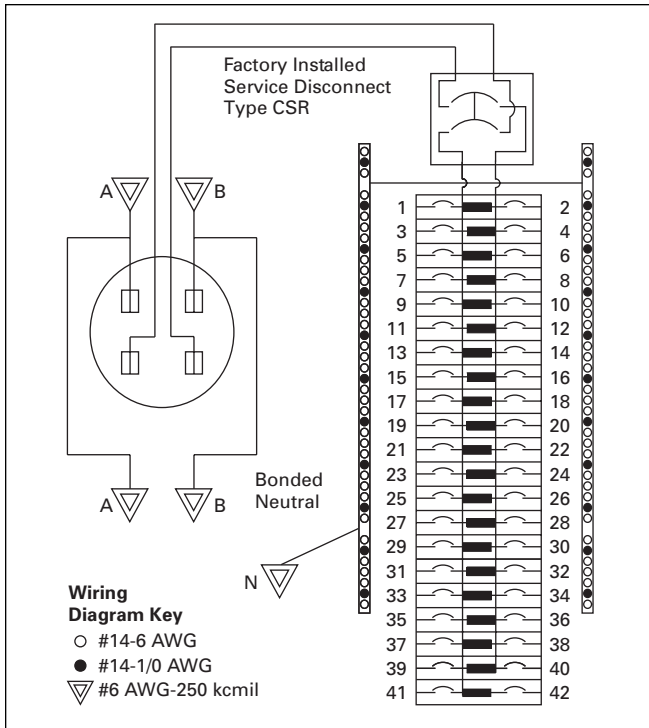 Factory Installed
Service Disconnect
Type CSR
A B
1 2
3 4
5 6
7 8
9 10
11 12
13 14
15 16
17 18
19 20
21 22
23 24
25 26
27 28
29 30
31 32
33 34
35 36
37 38
39 40
41 42
A B
Bonded
Neutral
N
Wiring
Diagram Key
#14-6 AWG
#14-1/0 AWG
#6 AWG-250 kcmil